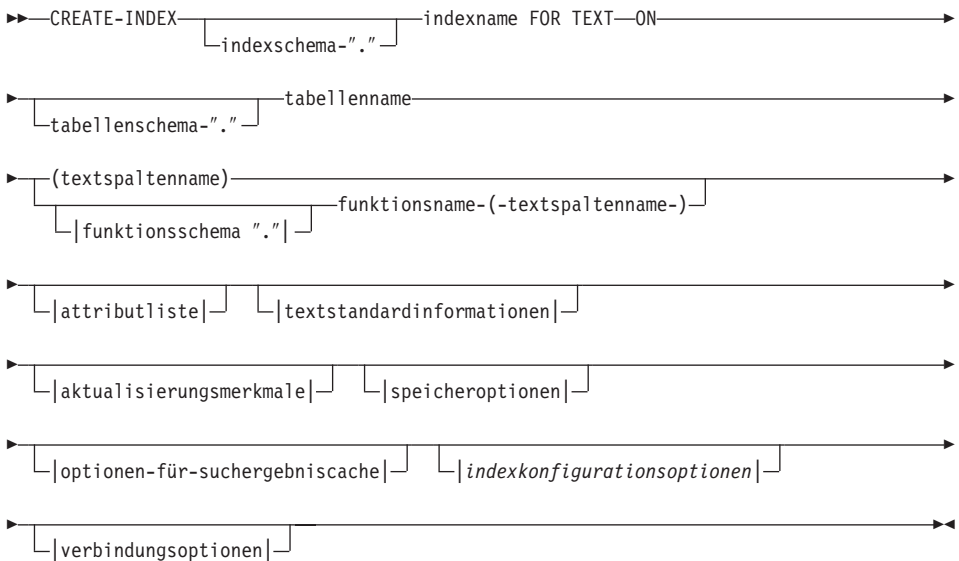 CREATE-INDEX indexname FOR TEXT ON
indexschema-"."
tabellenname
tabellenschema-"."
(textspaltenname)
funktionsname-(-textspaltenname-)
|funktionsschema "."|
|attributliste| |textstandardinformationen|
|aktualisierungsmerkmale| |speicheroptionen|
|optionen-für-suchergebniscache| |indexkonfigurationsoptionen|
|verbindungsoptionen|